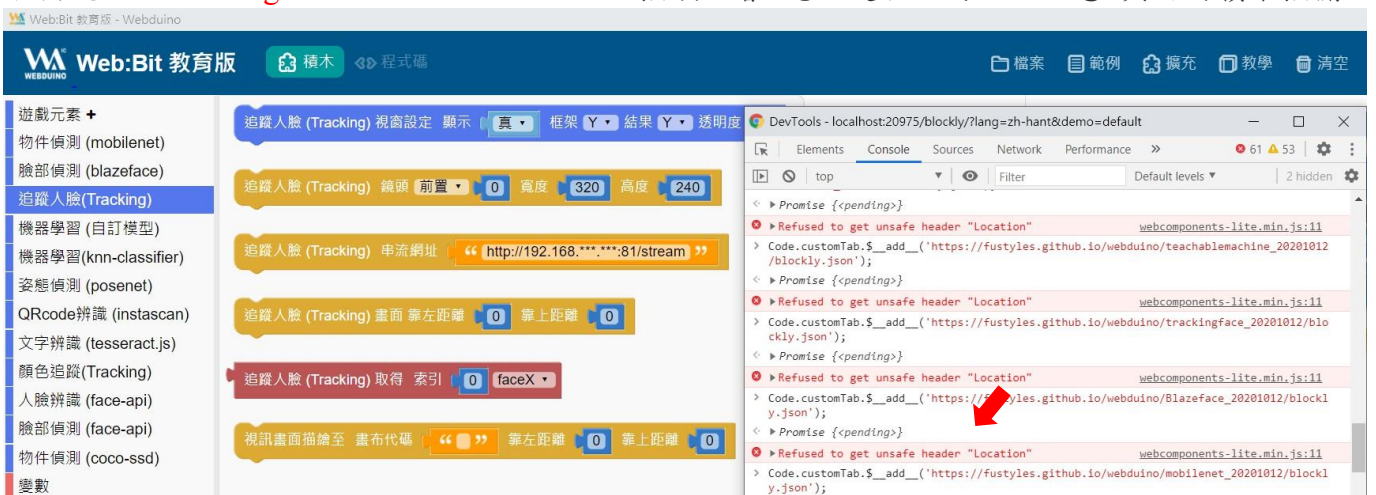 Web:Bit 教育版 - Webduino
WEBDUINO Web:Bit 教育版 積木 程式碼 檔案 範例 擴充 教學 清空
遊戲元素 +
物件偵測 (mobilenet)
臉部偵測 (blazeface)
追蹤人臉(Tracking)
機器學習 (自訂模型)
機器學習(knn-classifier)
姿態偵測 (posenet)
QRcode辨識 (instascan)
文字辨識 (tesseract.js)
顏色追蹤(Tracking)
人臉辨識 (face-api)
臉部偵測 (face-api)
物件偵測 (coco-ssd)
變數
追蹤人臉 (Tracking) 視窗設定 顯示 真 框架 Y 結果 Y 透明度
追蹤人臉 (Tracking) 鏡頭 前置 0 寬度 320 高度 240
追蹤人臉 (Tracking) 串流網址 “ http://192.168.***.***:81/stream ”
追蹤人臉 (Tracking) 畫面 靠左距離 0 靠上距離 0
追蹤人臉 (Tracking) 取得 索引 0 faceX
視訊畫面描繪至 畫布代碼 “ ” 靠左距離 0 靠上距離 0
DevTools - localhost:20975/blockly/?lang=zh-hant&demo=default
Elements Console Sources Network Performance » 61 53
top Filter Default levels 2 hidden
Promise {<pending>}
Refused to get unsafe header "Location" webcomponents-lite.min.js:11
Code.customTab.$__add__('https://fustyles.github.io/webduino/teachablemachine_20201012
/blockly.json');
Promise {<pending>}
Refused to get unsafe header "Location" webcomponents-lite.min.js:11
Code.customTab.$__add__('https://fustyles.github.io/webduino/trackingface_20201012/blo
ckly.json');
Promise {<pending>}
Refused to get unsafe header "Location" webcomponents-lite.min.js:11
Code.customTab.$__add__('https://fustyles.github.io/webduino/Blazeface_20201012/blockl
y.json');
Promise {<pending>}
Refused to get unsafe header "Location" webcomponents-lite.min.js:11
Code.customTab.$__add__('https://fustyles.github.io/webduino/mobilenet_20201012/blockl
y.json');